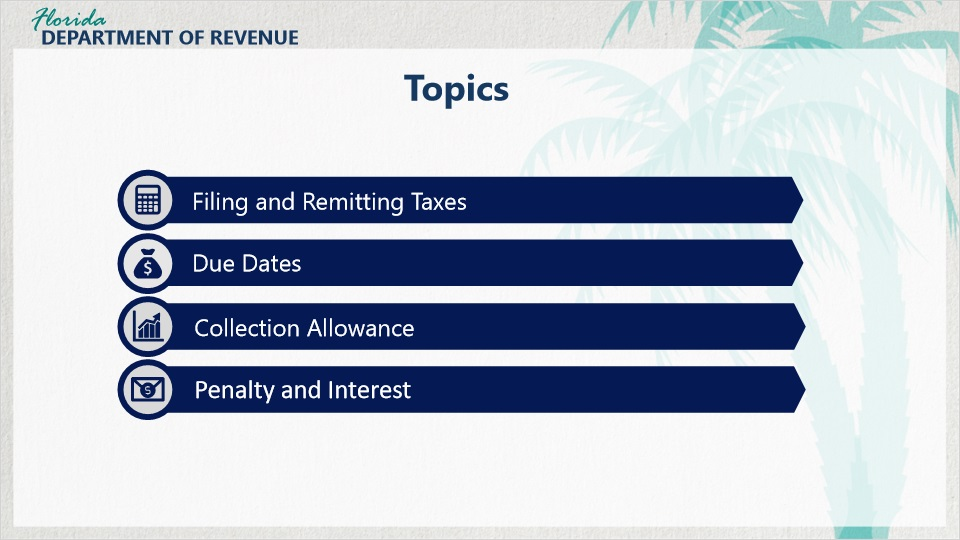 Florida
DEPARTMENT OF REVENUE
Topics
Filing and Remitting Taxes
$
Due Dates
Collection Allowance
$
Penalty and Interest